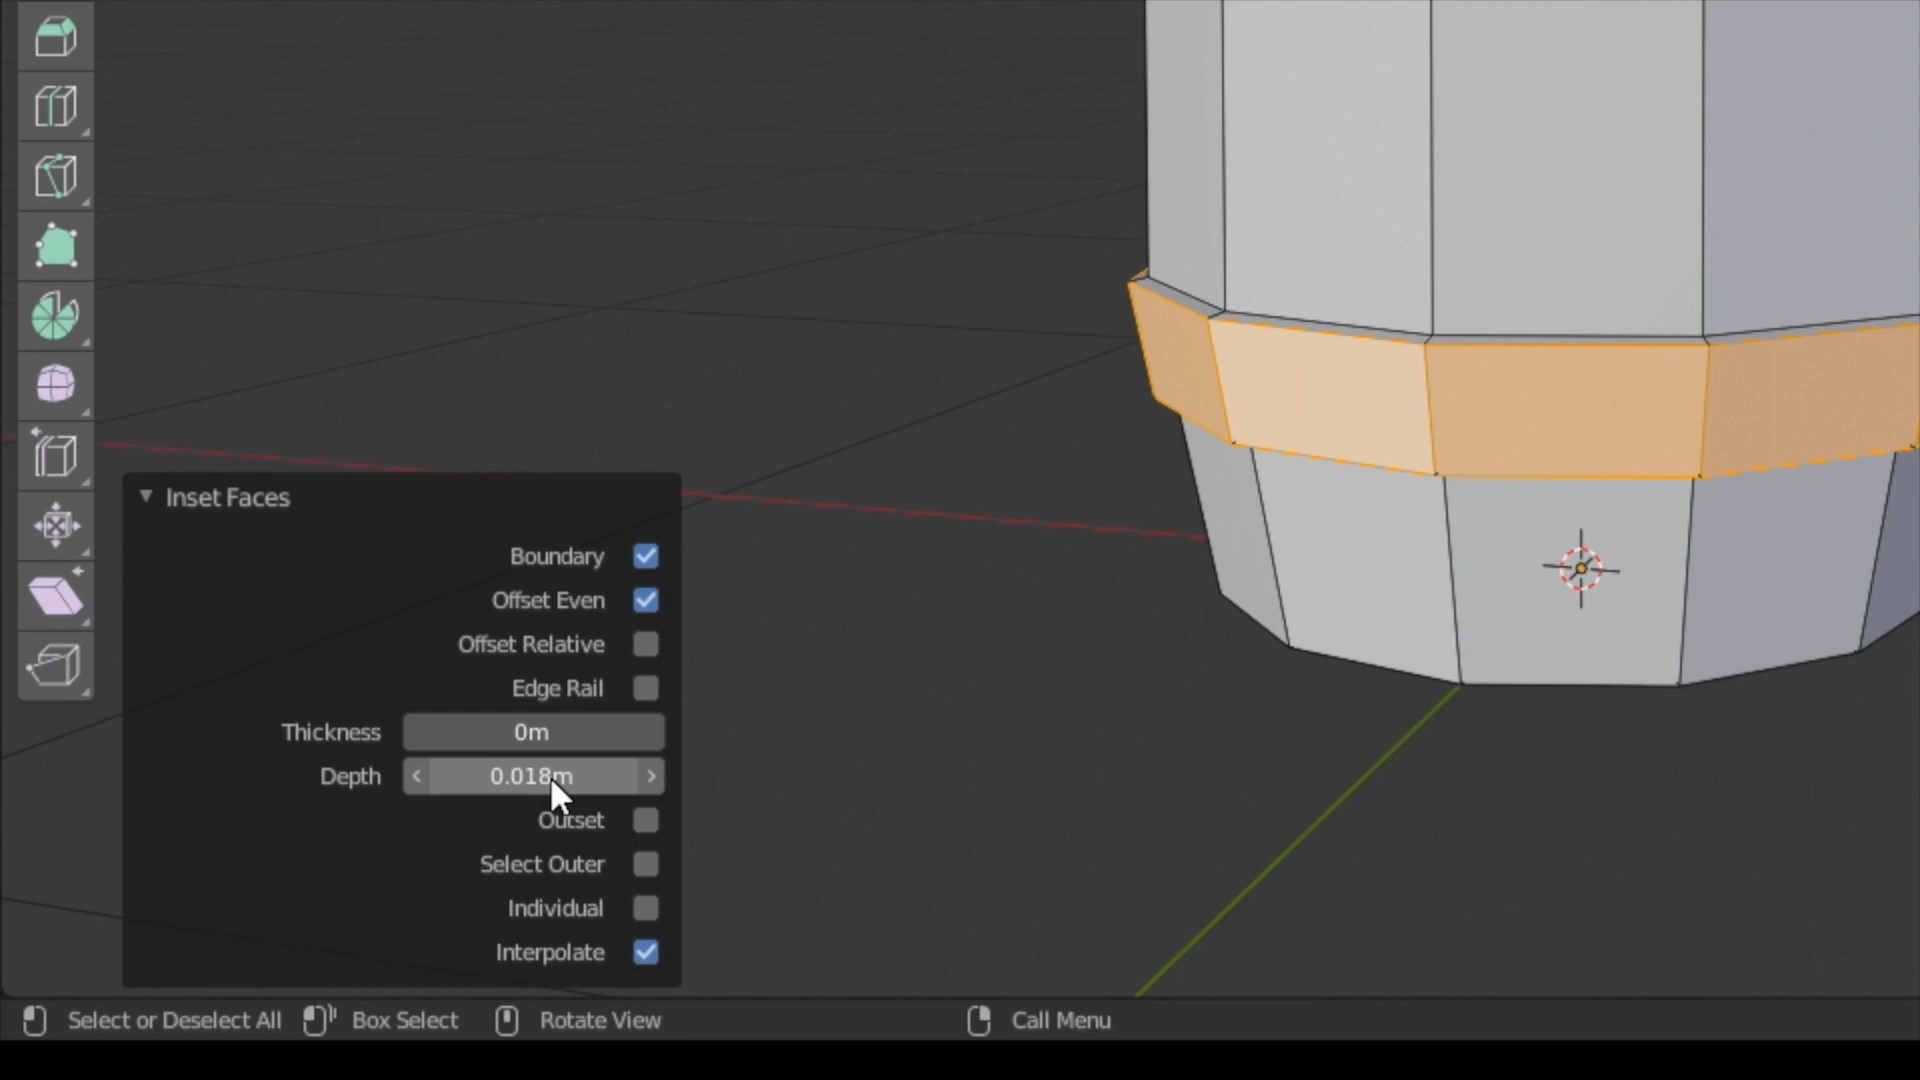 Inset Faces
Boundary
Offset Even
Offset Relative
Edge Rail
Thickness 0m
Depth 0.018m
Outset
Select Outer
Individual
Interpolate
Select or Deselect All Box Select Rotate View Call Menu